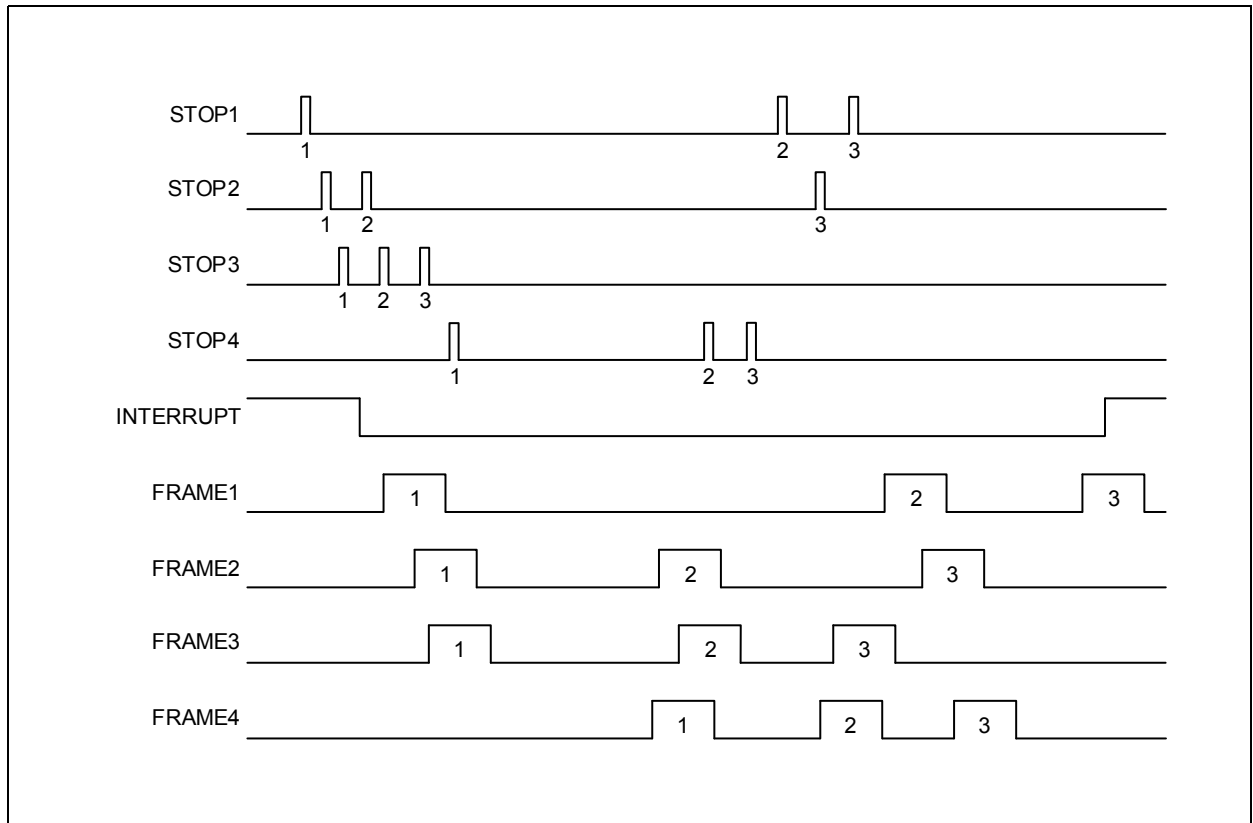 STOP1
1 2 3
STOP2
1 2 3
STOP3
1 2 3
STOP4
1 2 3
INTERRUPT
FRAME1
1 2 3
FRAME2
1 2 3
FRAME3
1 2 3
FRAME4
1 2 3